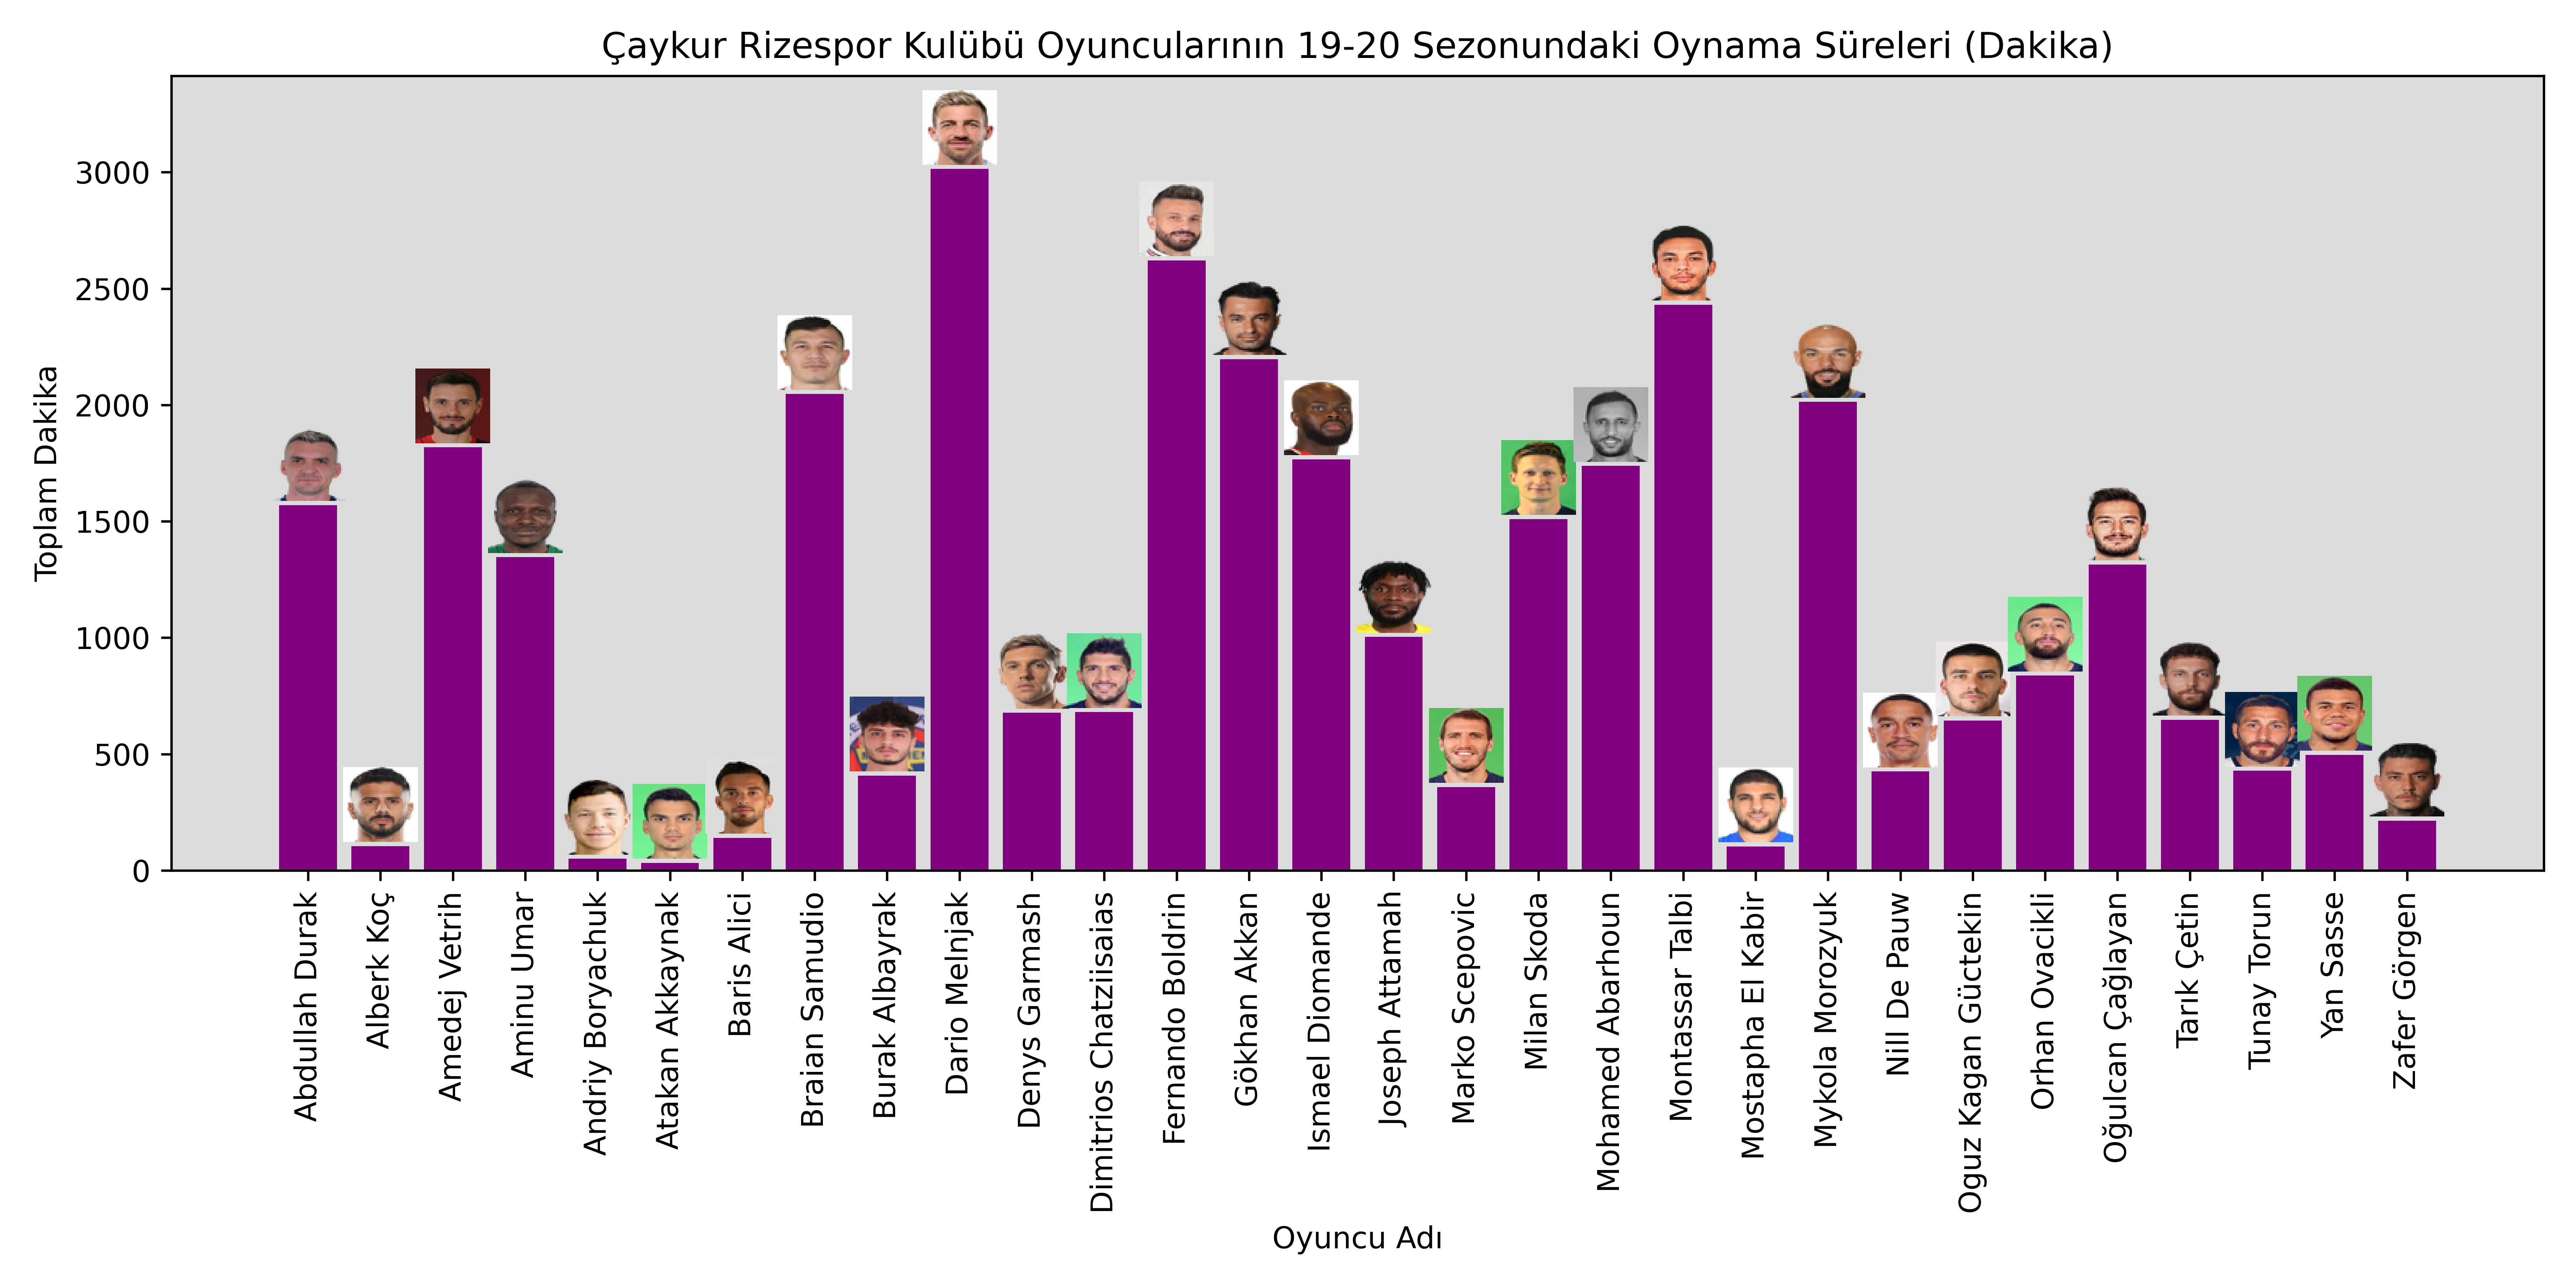 Çaykur Rizespor Kulübü Oyuncularının 19-20 Sezonundaki Oynama Süreleri (Dakika)
Toplam Dakika
3000
2500
2000
1500
1000
500
0
Abdullah Durak
Alberk Koç
Amedej Vetrih
Aminu Umar
Andriy Boryachuk
Atakan Akkaynak
Baris Alici
Braian Samudio
Burak Albayrak
Dario Melnjak
Denys Garmash
Dimitrios Chatziisaias
Fernando Boldrin
Gökhan Akkan
Ismael Diomande
Joseph Attamah
Marko Scepovic
Milan Skoda
Mohamed Abarhoun
Montassar Talbi
Mostapha El Kabir
Mykola Morozyuk
Nill De Pauw
Oguz Kagan Güctekin
Orhan Ovacikli
Oğulcan Çağlayan
Tarık Çetin
Tunay Torun
Yan Sasse
Zafer Görgen
Oyuncu Adı